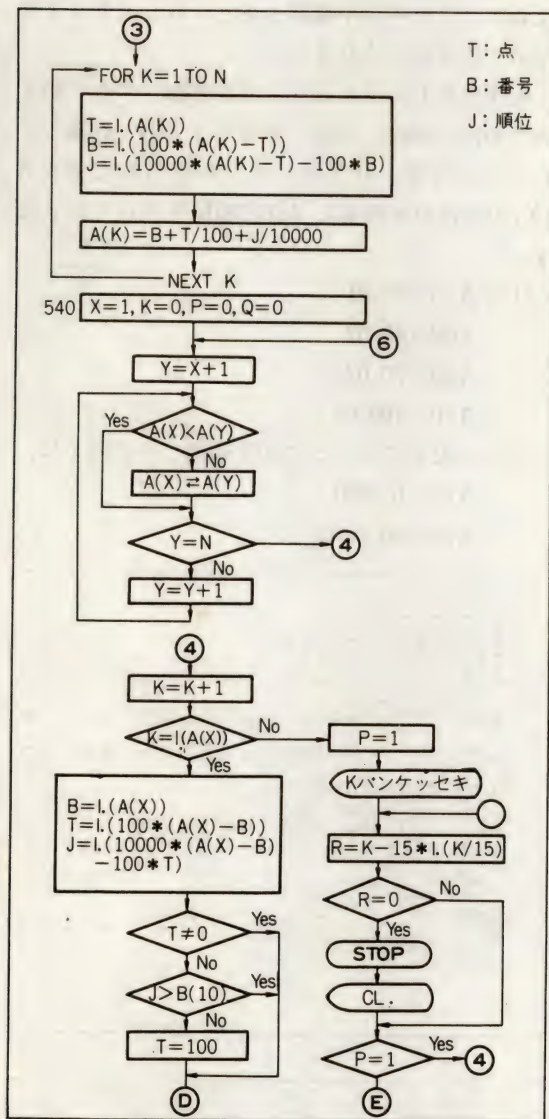 ③
T:点
B:番号
J:順位
FOR K=1 TO N
T=I.(A(K))
B=I.(100*(A(K)-T))
J=I.(10000*(A(K)-T)-100*B)
A(K)=B+T/100+J/10000
NEXT K
540 X=1, K=0, P=0, Q=0
⑥
Y=X+1
Yes
A(X)<A(Y)
No
A(X)⇄A(Y)
Y=N
④
No
Y=Y+1
④
K=K+1
K=I(A(X))
No
P=1
Yes
Kバンケッセキ
B=I.(A(X))
T=I.(100*(A(X)-B))
J=I.(10000*(A(X)-B)
-100*T)
R=K-15*I.(K/15)
R=0
No
Yes
T≠0
Yes
STOP
No
J>B(10)
Yes
CL.
No
T=100
P=1
Yes
④
Ⓓ
Ⓔ